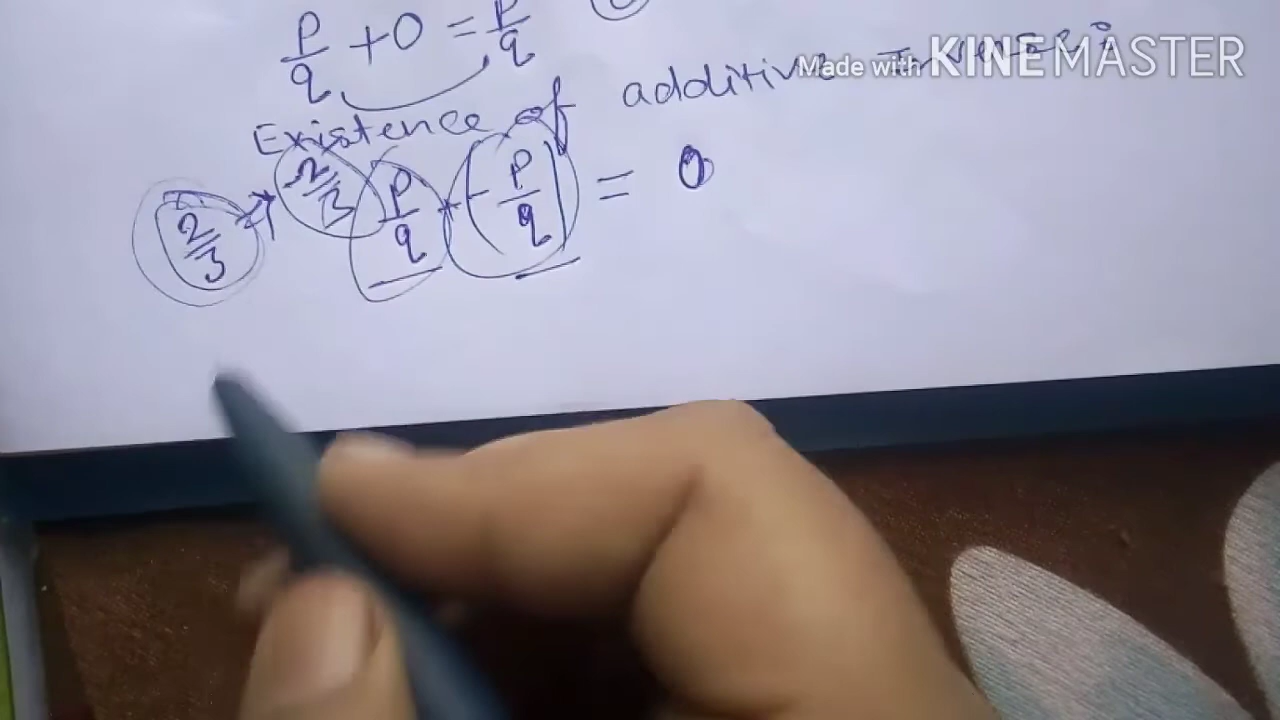 p/q + 0 = p/q
Made with KINEMASTER
Existence of additive Inverse :
2/3 → -2/3 p/q + (- p/q) = 0